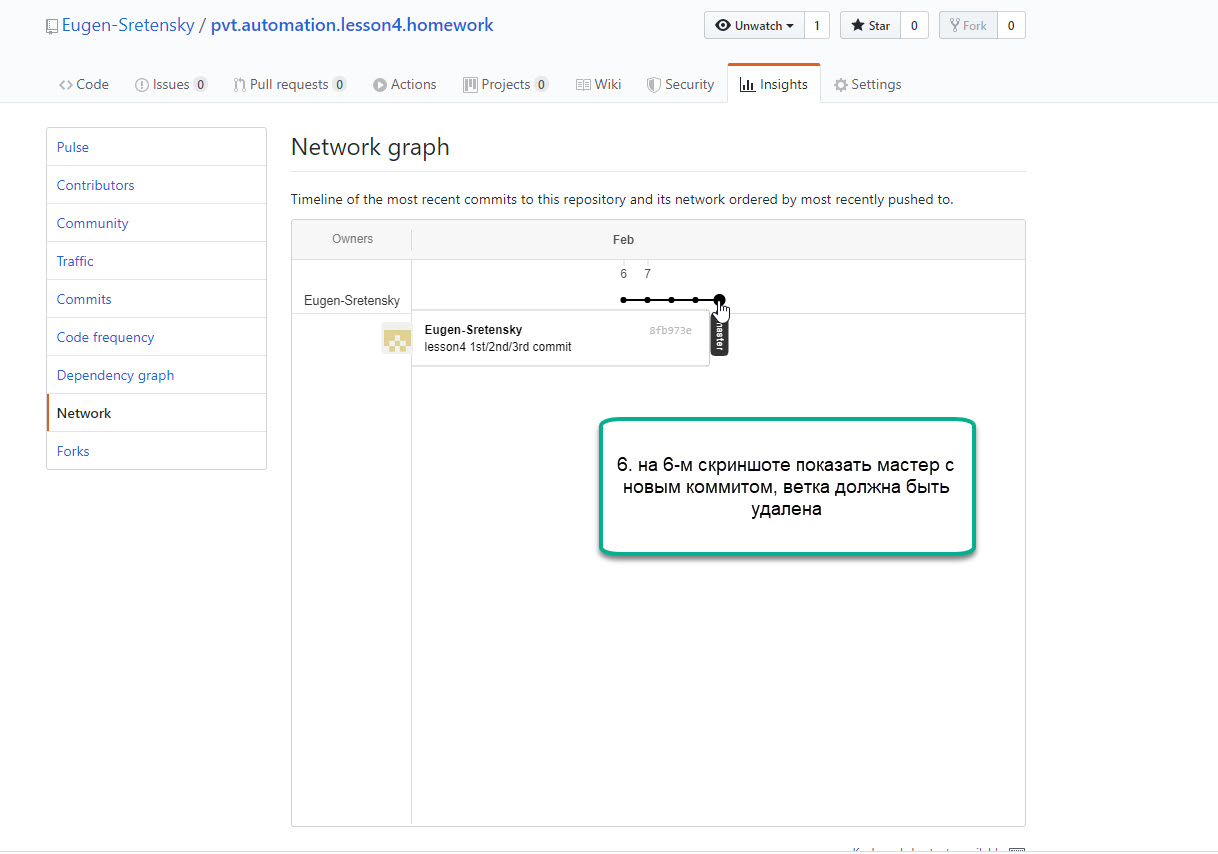 Eugen-Sretensky / pvt.automation.lesson4.homework
Unwatch 1 Star 0 Fork 0
Code Issues 0 Pull requests 0 Actions Projects 0 Wiki Security Insights Settings
Pulse
Contributors
Community
Traffic
Commits
Code frequency
Dependency graph
Network
Forks
Network graph
Timeline of the most recent commits to this repository and its network ordered by most recently pushed to.
Owners Feb
6 7
Eugen-Sretensky
Eugen-Sretensky 8fb973e
lesson4 1st/2nd/3rd commit
master
6. на 6-м скриншоте показать мастер с
новым коммитом, ветка должна быть
удалена